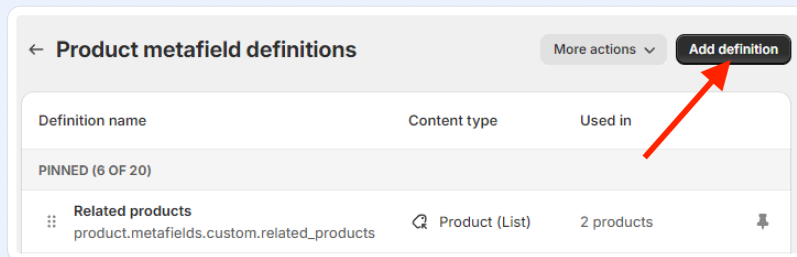 Product metafield definitions
More actions
Add definition
Definition name Content type Used in
PINNED (6 OF 20)
Related products
product.metafields.custom.related_products
Product (List)
2 products